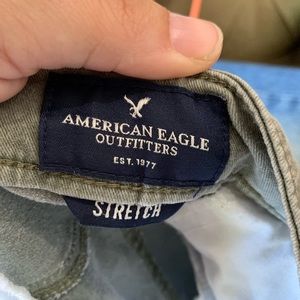 AMERICAN EAGLE
OUTFITTERS
EST. 1977
STRETCH